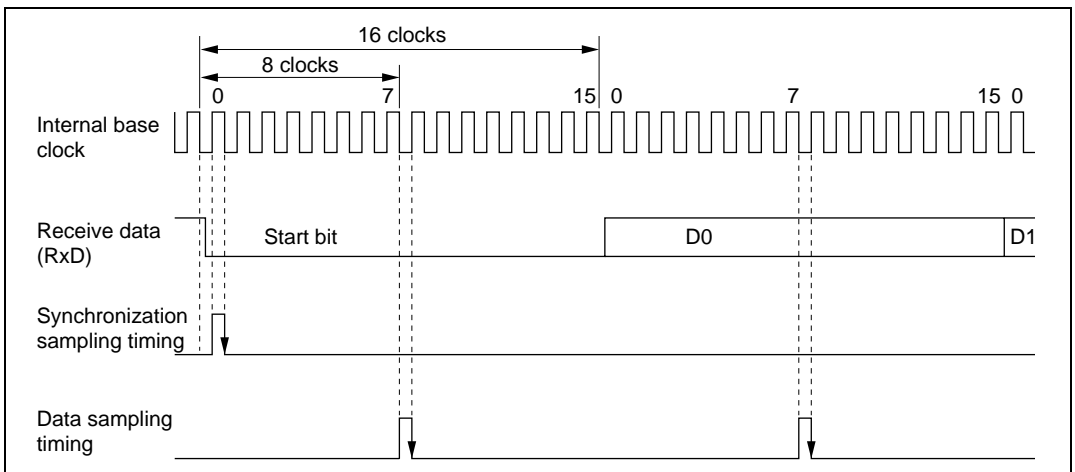 16 clocks
8 clocks
0 7 15 0 7 15 0
Internal base
clock
Receive data
(RxD)
Start bit D0 D1
Synchronization
sampling timing
Data sampling
timing